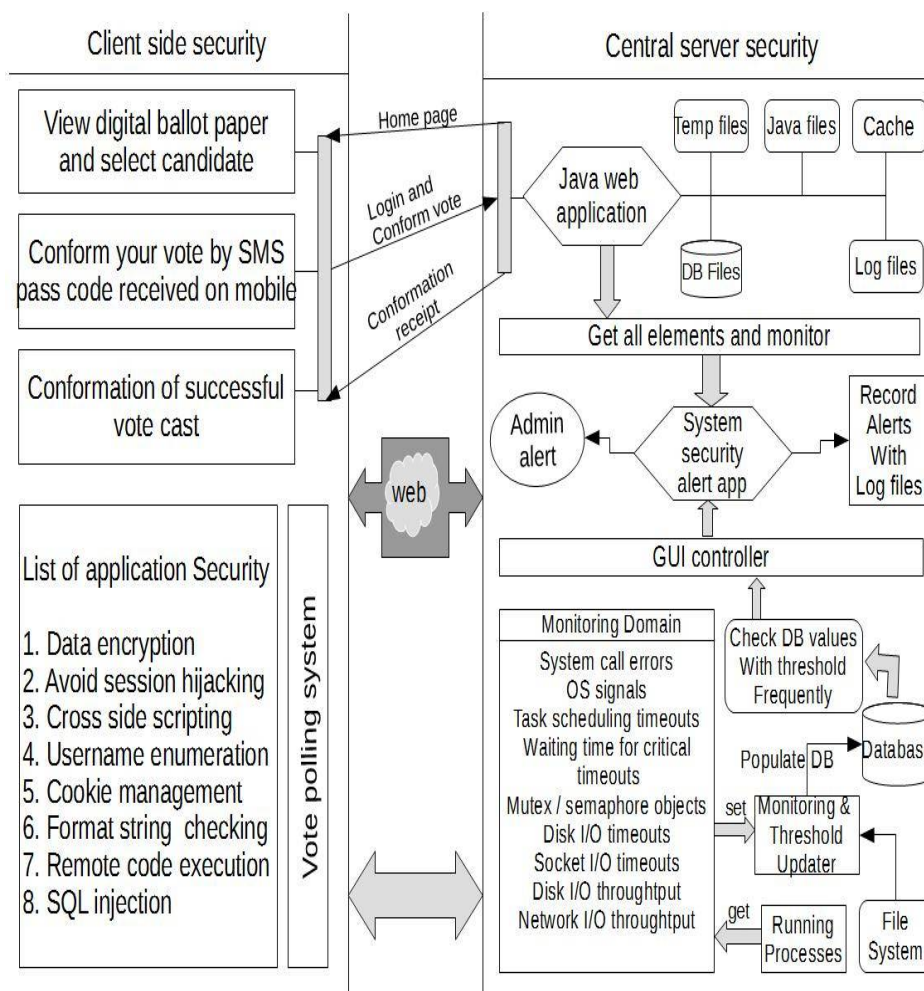 Client side security
View digital ballot paper
and select candidate
Conform your vote by SMS
pass code received on mobile
Conformation of successful
vote cast
List of application Security
1. Data encryption
2. Avoid session hijacking
3. Cross side scripting
4. Username enumeration
5. Cookie management
6. Format string checking
7. Remote code execution
8. SQL injection
Vote polling system
Home page
Login and
Conform vote
Conformation
receipt
web
Central server security
Temp files
Java files
Cache
Java web
application
DB Files
Log files
Get all elements and monitor
Admin
alert
System
security
alert app
Record
Alerts
With
Log files
GUI controller
Monitoring Domain
System call errors
OS signals
Task scheduling timeouts
Waiting time for critical
timeouts
Mutex / semaphore objects
Disk I/O timeouts
Socket I/O timeouts
Disk I/O throughtput
Network I/O throughtput
Check DB values
With threshold
Frequently
Databas
Populate DB
set
Monitoring &
Threshold
Updater
get
Running
Processes
File
System